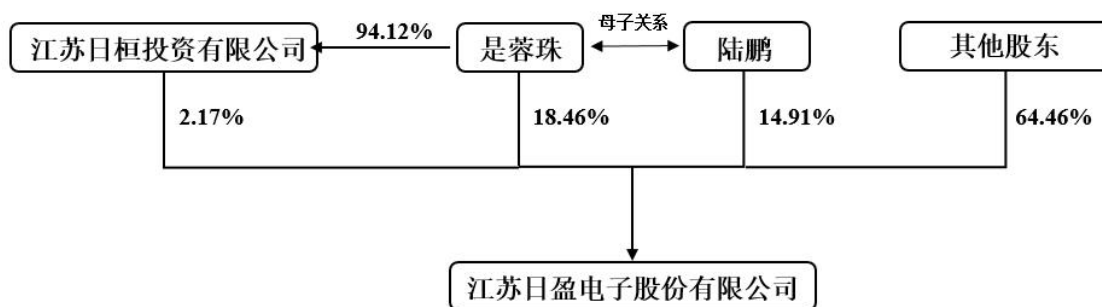 母子关系
94.12%
江苏日桓投资有限公司
是蓉珠
陆鹏
其他股东
2.17%
18.46%
14.91%
64.46%
江苏日盈电子股份有限公司